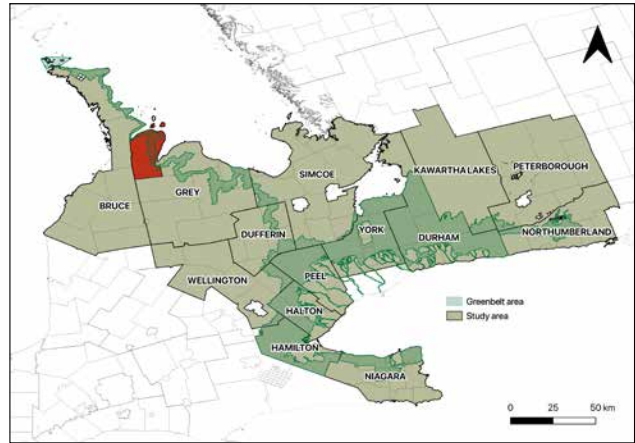 SIMCOE
KAWARTHA LAKES
PETERBOROUGH
BRUCE
GREY
DUFFERIN
YORK
DURHAM
NORTHUMBERLAND
WELLINGTON
PEEL
HALTON
HAMILTON
NIAGARA
Greenbelt area
Study area
0 25 50 km